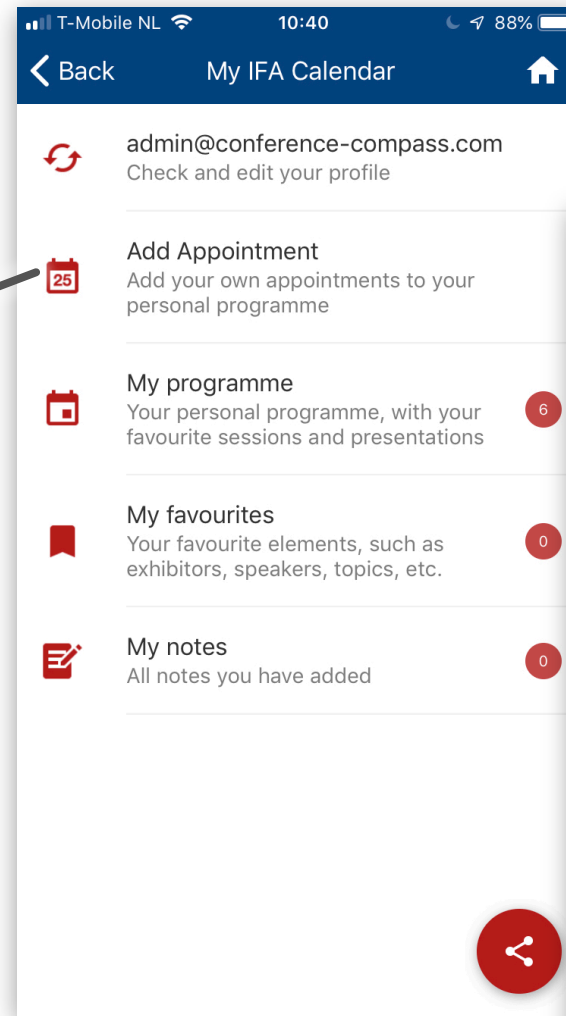 T-Mobile NL 10:40 88%
Back My IFA Calendar
admin@conference-compass.com
Check and edit your profile
25
Add Appointment
Add your own appointments to your
personal programme
My programme
Your personal programme, with your
favourite sessions and presentations
6
My favourites
Your favourite elements, such as
exhibitors, speakers, topics, etc.
0
My notes
All notes you have added
0